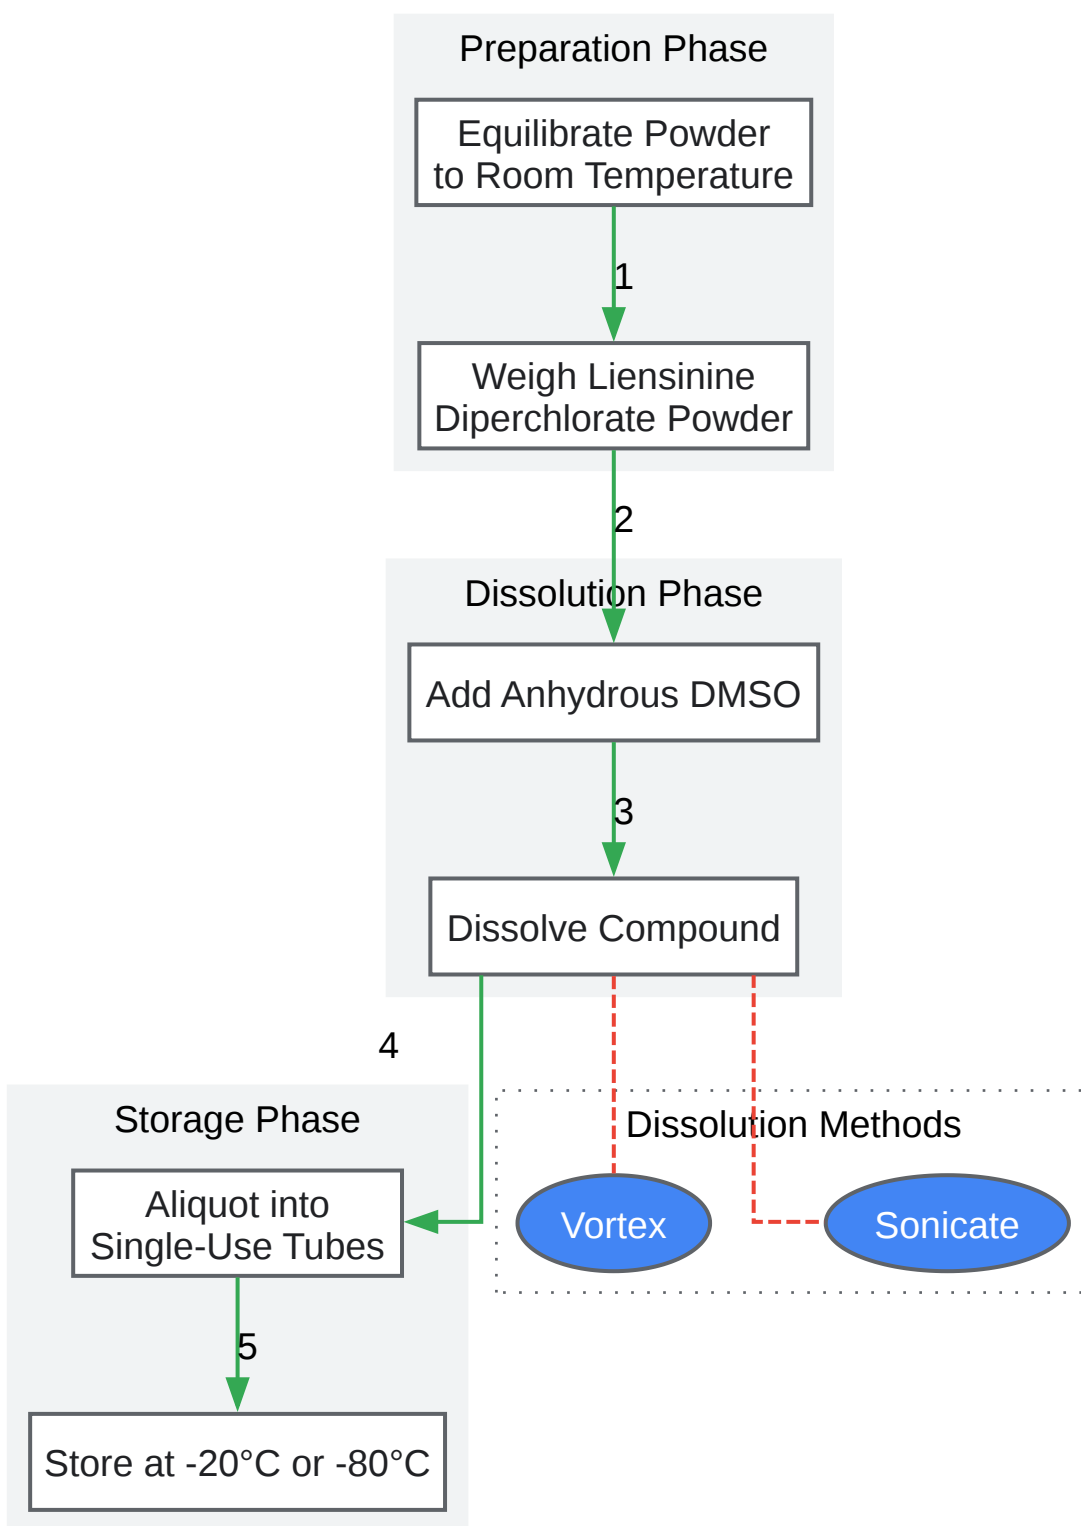 Preparation Phase
Equilibrate Powder
to Room Temperature
1
Weigh Liensinine
Diperchlorate Powder
2
Dissolution Phase
Add Anhydrous DMSO
3
Dissolve Compound
4
Storage Phase
Aliquot into
Single-Use Tubes
5
Store at -20°C or -80°C
Dissolution Methods
Vortex
Sonicate